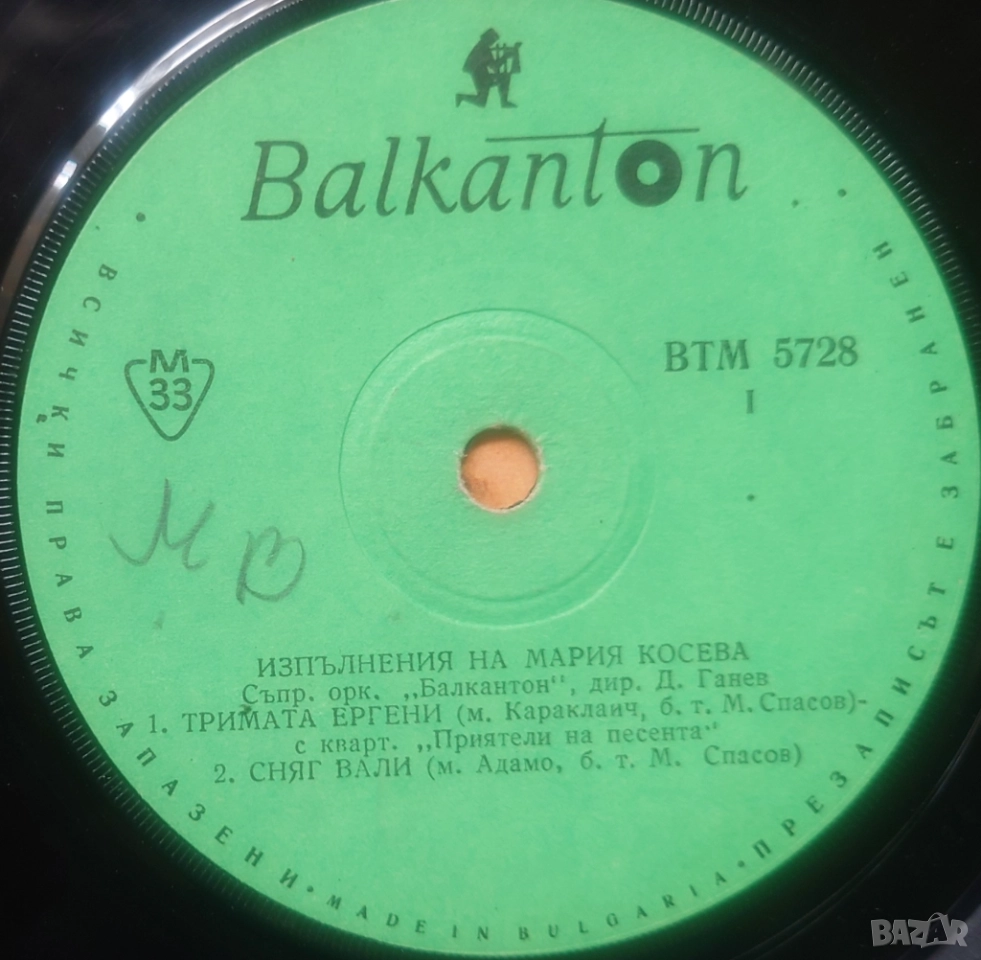 Balkanton
М
33
ВТМ 5728
I
М В
ИЗПЪЛНЕНИЯ НА МАРИЯ КОСЕВА
Съпр. орк. „Балкантон", дир. Д. Ганев
1. ТРИМАТА ЕРГЕНИ (м. Караклаич, б. т. М. Спасов)-
с кварт. „Приятели на песента"
2. СНЯГ ВАЛИ (м. Адамо, б. т. М. Спасов)
• ВСИЧКИ ПРАВА ЗАПАЗЕНИ • MADE IN BULGARIA • ПРЕЗАПИСЪТ Е ЗАБРАНЕН •
BAZAR